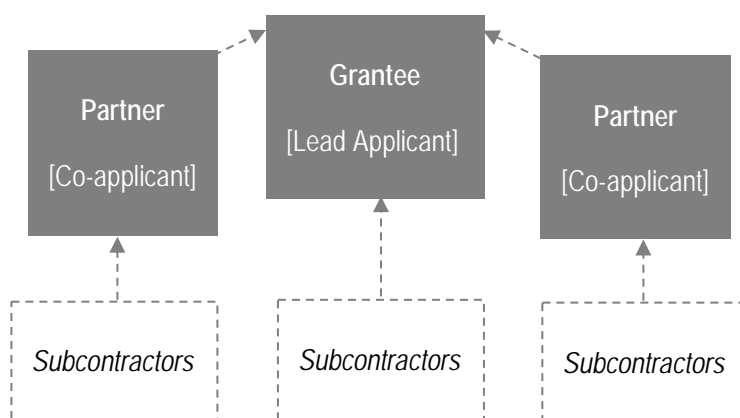 Grantee
[Lead Applicant]
Partner
[Co-applicant]
Partner
[Co-applicant]
Subcontractors
Subcontractors
Subcontractors